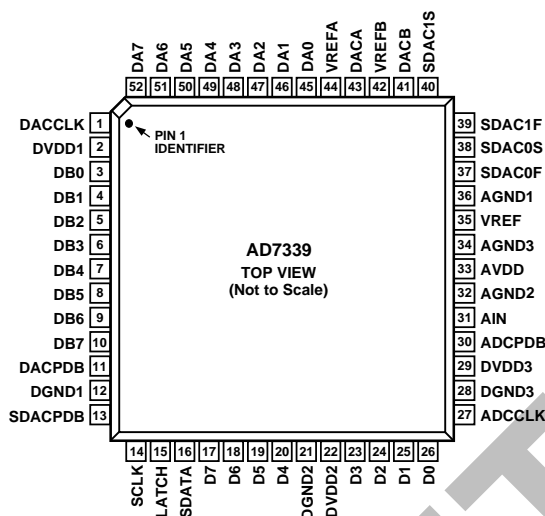 DA7 DA6 DA5 DA4 DA3 DA2 DA1 DA0 VREFA DACA VREFB DACB SDAC1S
52 51 50 49 48 47 46 45 44 43 42 41 40
DACCLK 1
DVDD1 2
DB0 3
DB1 4
DB2 5
DB3 6
DB4 7
DB5 8
DB6 9
DB7 10
DACPDB 11
DGND1 12
SDACPDB 13
PIN 1
IDENTIFIER
AD7339
TOP VIEW
(Not to Scale)
39 SDAC1F
38 SDAC0S
37 SDAC0F
36 AGND1
35 VREF
34 AGND3
33 AVDD
32 AGND2
31 AIN
30 ADCPDB
29 DVDD3
28 DGND3
27 ADCCLK
14 15 16 17 18 19 20 21 22 23 24 25 26
SCLK LATCH SDATA D7 D6 D5 D4 DGND2 DVDD2 D3 D2 D1 D0